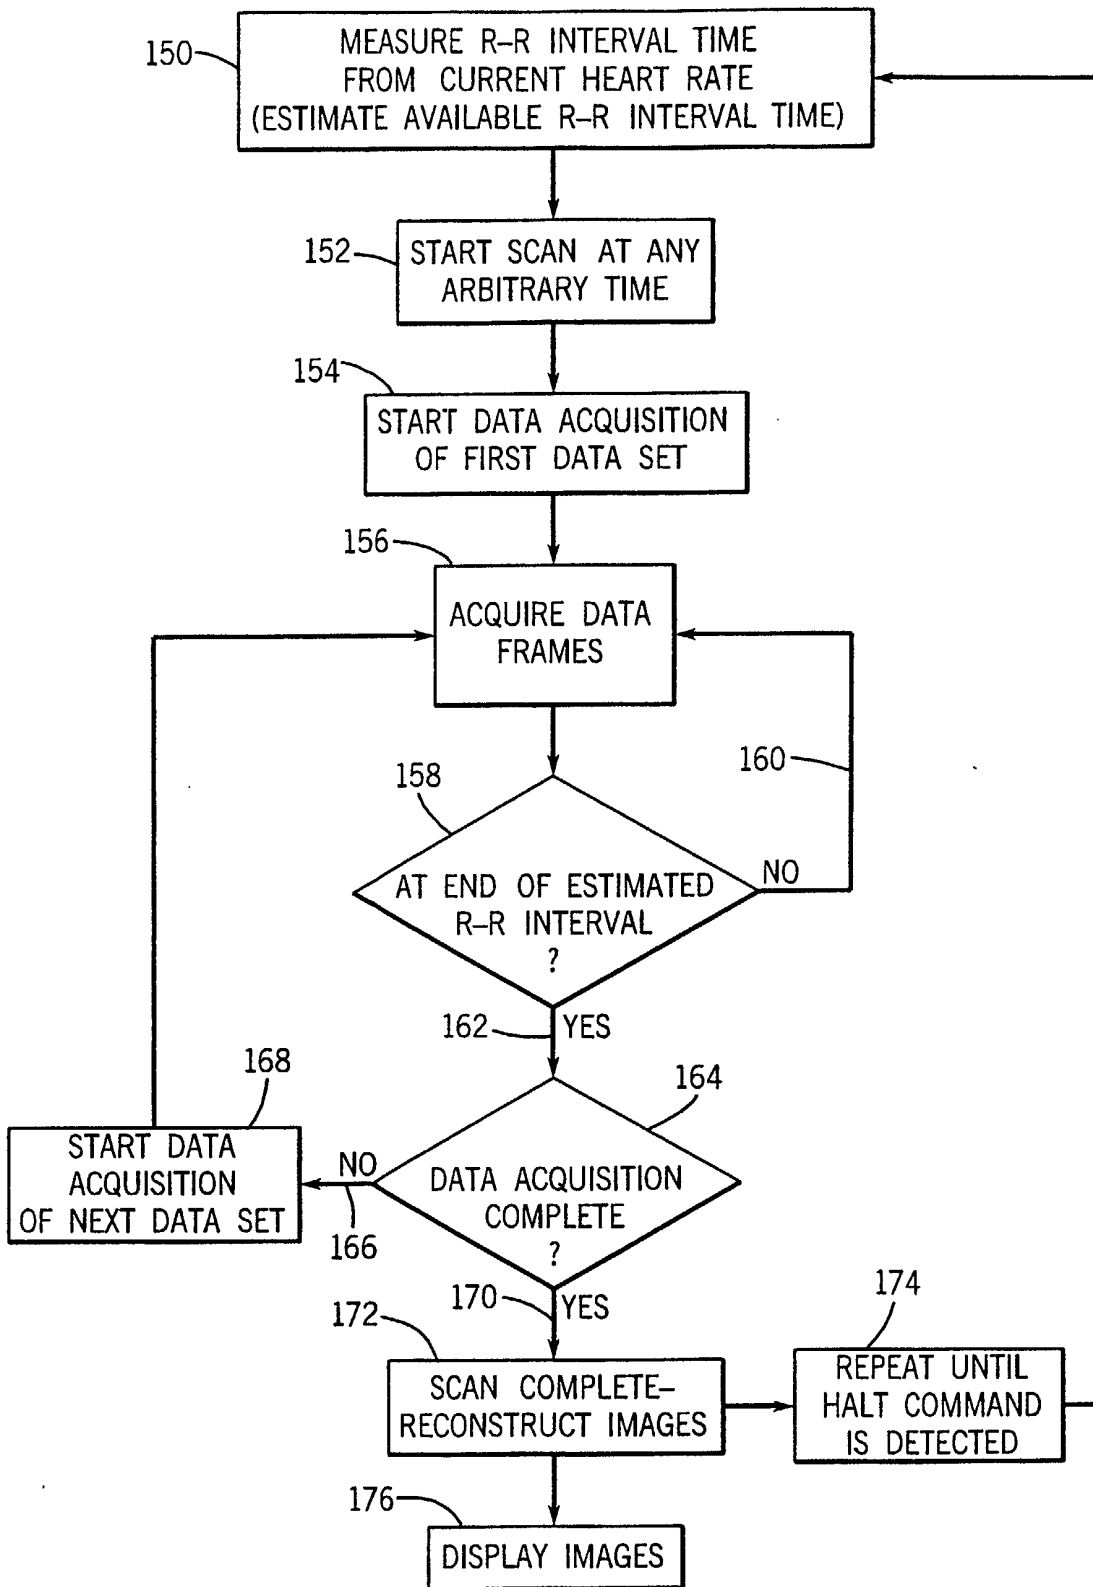 150
MEASURE R–R INTERVAL TIME
FROM CURRENT HEART RATE
(ESTIMATE AVAILABLE R–R INTERVAL TIME)
152
START SCAN AT ANY
ARBITRARY TIME
154
START DATA ACQUISITION
OF FIRST DATA SET
156
ACQUIRE DATA
FRAMES
160
158
AT END OF ESTIMATED
R–R INTERVAL
?
NO
162
YES
168
START DATA
ACQUISITION
OF NEXT DATA SET
NO
166
164
DATA ACQUISITION
COMPLETE
?
170
YES
172
SCAN COMPLETE–
RECONSTRUCT IMAGES
174
REPEAT UNTIL
HALT COMMAND
IS DETECTED
176
DISPLAY IMAGES